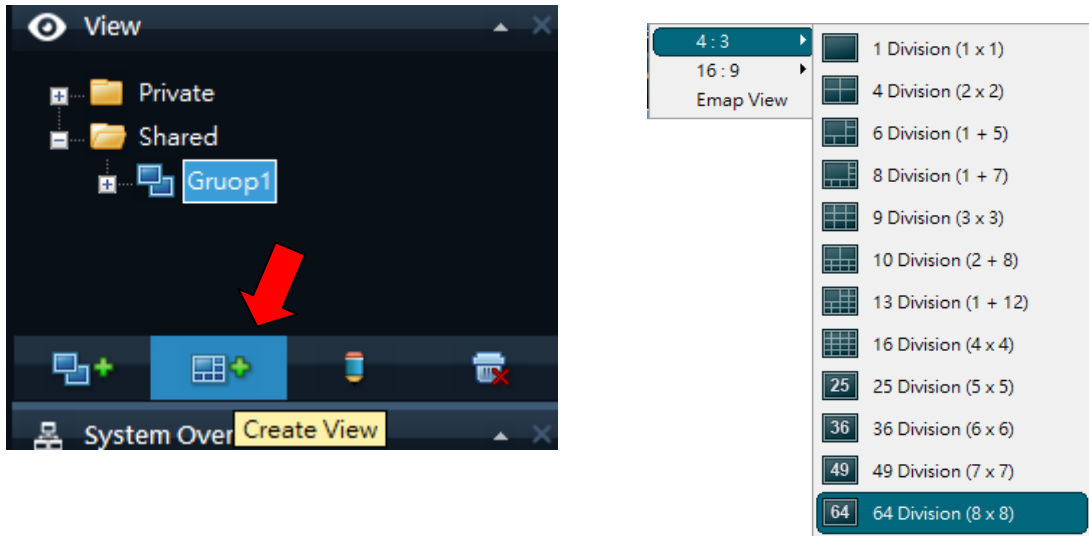 View
Private
Shared
Gruop1
Create View
System Over
4 : 3
16 : 9
Emap View
1 Division (1 x 1)
4 Division (2 x 2)
6 Division (1 + 5)
8 Division (1 + 7)
9 Division (3 x 3)
10 Division (2 + 8)
13 Division (1 + 12)
16 Division (4 x 4)
25 25 Division (5 x 5)
36 36 Division (6 x 6)
49 49 Division (7 x 7)
64 64 Division (8 x 8)